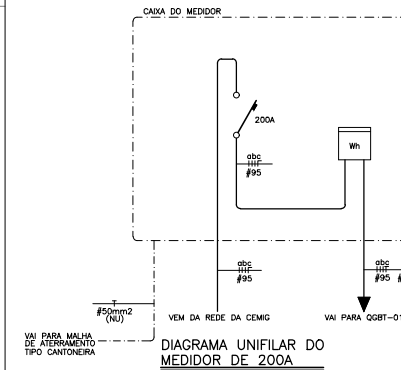 CAIXA DO MEDIDOR
200A
Wh
abc
#95
abc
#95
abc
#95
T
#50mm2
(NU)
VEM DA REDE DA CEMIG
VAI PARA QGBT-01
VAI PARA MALHA
DE ATERRAMENTO
TIPO CANTONEIRA
DIAGRAMA UNIFILAR DO
MEDIDOR DE 200A